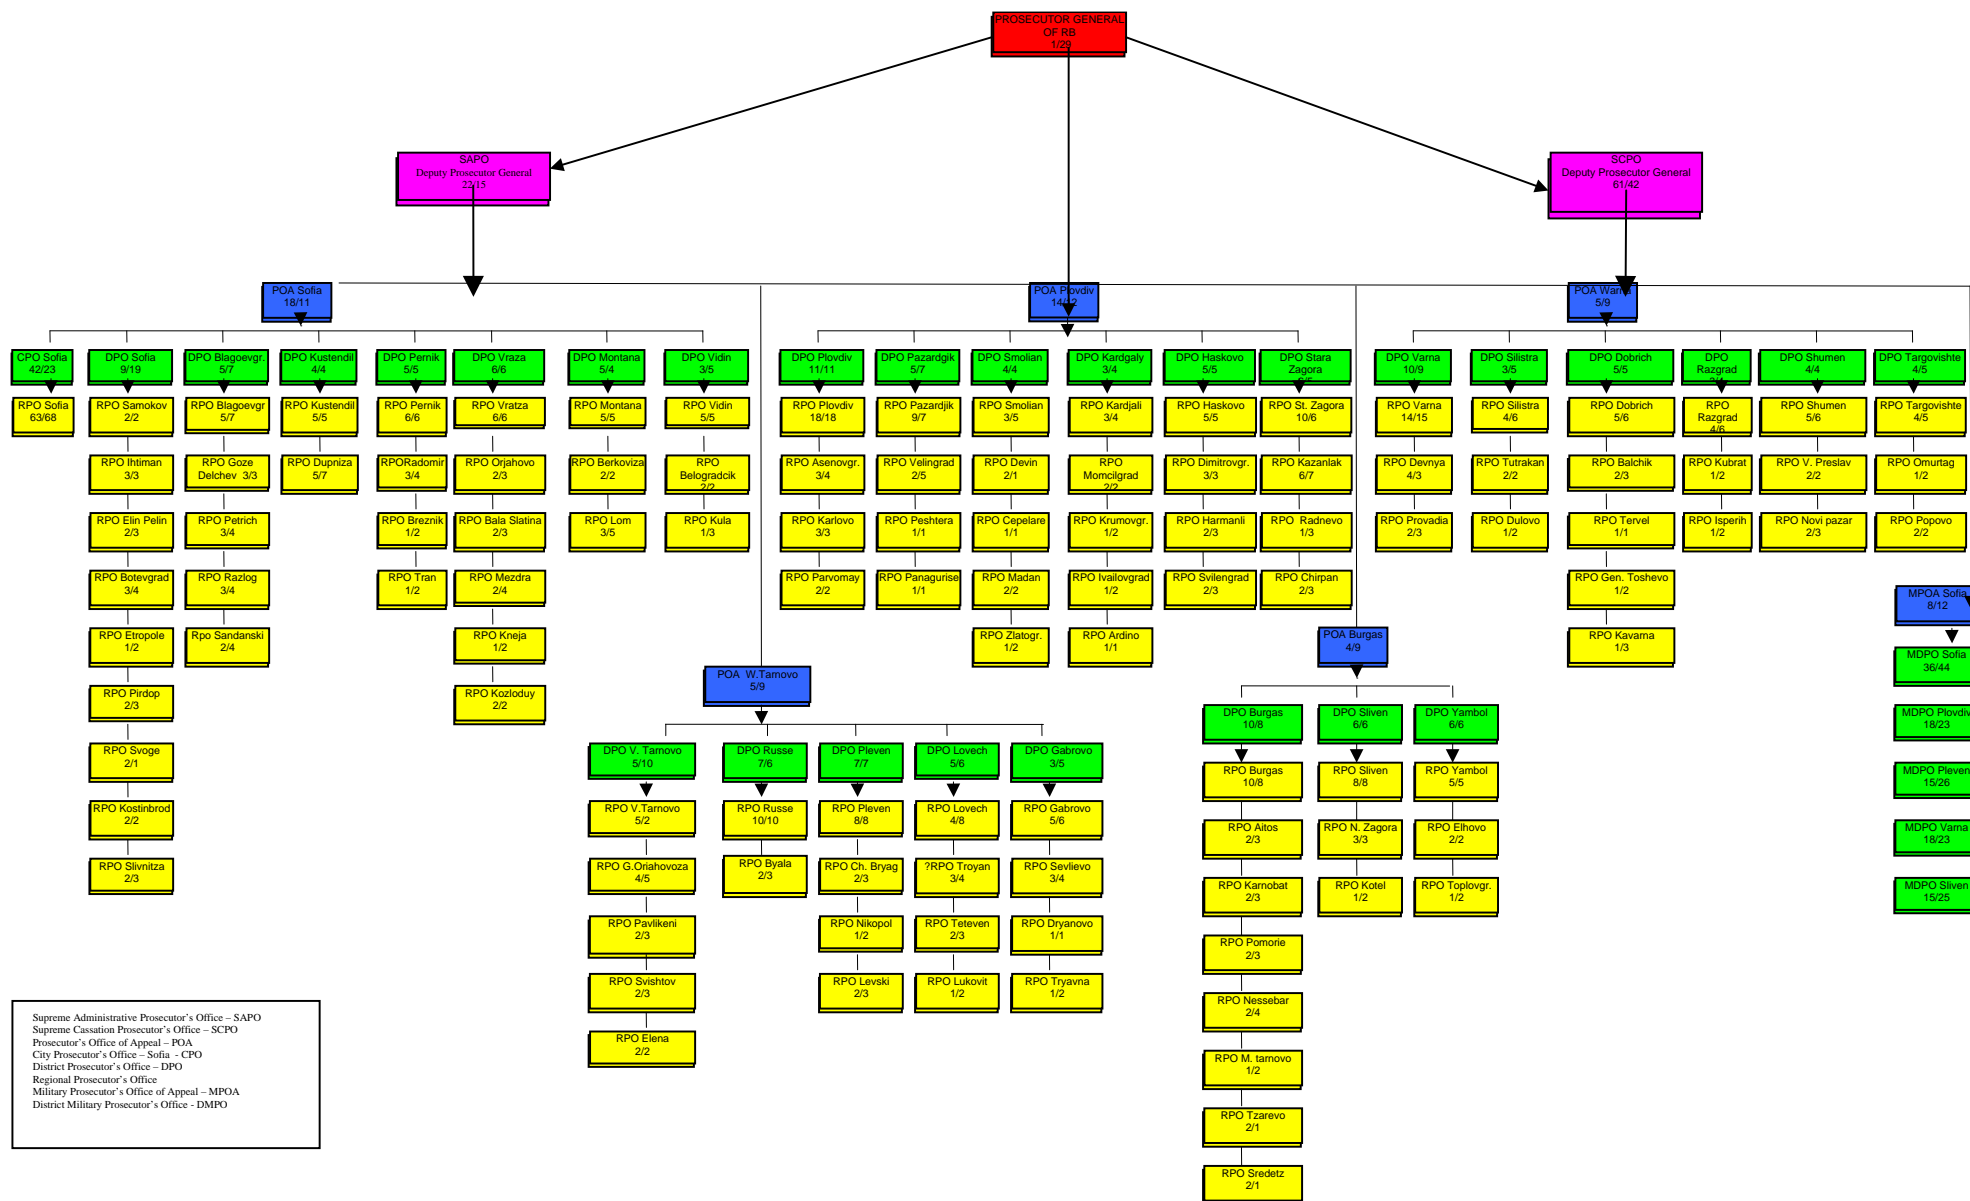 PROSECUTOR GENERAL
OF RB
1/29
SAPO
Deputy Prosecutor General
22/15
SCPO
Deputy Prosecutor General
61/42
POA Sofia
18/11
POA Plovdiv
14/12
POA Warna
5/9
CPO Sofia
42/23
DPO Sofia
9/19
DPO Blagoevgr.
5/7
DPO Kustendil
4/4
DPO Pernik
5/5
DPO Vraza
6/6
DPO Montana
5/4
DPO Vidin
3/5
DPO Plovdiv
11/11
DPO Pazardgik
5/7
DPO Smolian
4/4
DPO Kardgaly
3/4
DPO Haskovo
5/5
DPO Stara
Zagora
DPO Varna
10/9
DPO Silistra
3/5
DPO Dobrich
5/5
DPO
Razgrad
DPO Shumen
4/4
DPO Targovishte
4/5
RPO Sofia
63/68
RPO Samokov
2/2
RPO Blagoevgr
5/7
RPO Kustendil
5/5
RPO Pernik
6/6
RPO Vratza
6/6
RPO Montana
5/5
RPO Vidin
5/5
RPO Plovdiv
18/18
RPO Pazardjik
9/7
RPO Smolian
3/5
RPO Kardjali
3/4
RPO Haskovo
5/5
RPO St. Zagora
10/6
RPO Varna
14/15
RPO Silistra
4/6
RPO Dobrich
5/6
RPO
Razgrad
4/6
RPO Shumen
5/6
RPO Targovishte
4/5
RPO Ihtiman
3/3
RPO Goze
Delchev 3/3
RPO Dupniza
5/7
RPORadomir
3/4
RPO Orjahovo
2/3
RPO Berkoviza
2/2
RPO
Belogradcik
2/2
RPO Asenovgr.
3/4
RPO Velingrad
2/5
RPO Devin
2/1
RPO
Momcilgrad
2/2
RPO Dimitrovgr.
3/3
RPO Kazanlak
6/7
RPO Devnya
4/3
RPO Tutrakan
2/2
RPO Balchik
2/3
RPO Kubrat
1/2
RPO V. Preslav
2/2
RPO Omurtag
1/2
RPO Elin Pelin
2/3
RPO Petrich
3/4
RPO Breznik
1/2
RPO Bala Slatina
2/3
RPO Lom
3/5
RPO Kula
1/3
RPO Karlovo
3/3
RPO Peshtera
1/1
RPO Cepelare
1/1
RPO Krumovgr.
1/2
RPO Harmanli
2/3
RPO Radnevo
1/3
RPO Provadia
2/3
RPO Dulovo
1/2
RPO Tervel
1/1
RPO Isperih
1/2
RPO Novi pazar
2/3
RPO Popovo
2/2
RPO Botevgrad
3/4
RPO Razlog
3/4
RPO Tran
1/2
RPO Mezdra
2/4
RPO Parvomay
2/2
RPO Panagurise
1/1
RPO Madan
2/2
RPO Ivailovgrad
1/2
RPO Svilengrad
2/3
RPO Chirpan
2/3
RPO Gen. Toshevo
1/2
MPOA Sofia
8/12
RPO Etropole
1/2
Rpo Sandanski
2/4
RPO Kneja
1/2
RPO Zlatogr.
1/2
RPO Ardino
1/1
POA Burgas
4/9
RPO Kavarna
1/3
MDPO Sofia
36/44
RPO Pirdop
2/3
RPO Kozloduy
2/2
POA W.Tarnovo
5/9
DPO Burgas
10/8
DPO Sliven
6/6
DPO Yambol
6/6
MDPO Plovdiv
18/23
RPO Svoge
2/1
DPO V. Tarnovo
5/10
DPO Russe
7/6
DPO Pleven
7/7
DPO Lovech
5/6
DPO Gabrovo
3/5
RPO Burgas
10/8
RPO Sliven
8/8
RPO Yambol
5/5
MDPO Pleven
15/26
RPO Kostinbrod
2/2
RPO V.Tarnovo
5/2
RPO Russe
10/10
RPO Pleven
8/8
RPO Lovech
4/8
RPO Gabrovo
5/6
RPO Aitos
2/3
RPO N. Zagora
3/3
RPO Elhovo
2/2
MDPO Varna
18/23
RPO Slivnitza
2/3
RPO G.Oriahovoza
4/5
RPO Byala
2/3
RPO Ch. Bryag
2/3
?RPO Troyan
3/4
RPO Sevlievo
3/4
RPO Karnobat
2/3
RPO Kotel
1/2
RPO Toplovgr.
1/2
MDPO Sliven
15/25
RPO Pavlikeni
2/3
RPO Nikopol
1/2
RPO Teteven
2/3
RPO Dryanovo
1/1
RPO Pomorie
2/3
RPO Svishtov
2/3
RPO Levski
2/3
RPO Lukovit
1/2
RPO Tryavna
1/2
RPO Nessebar
2/4
RPO Elena
2/2
RPO M. tarnovo
1/2
RPO Tzarevo
2/1
RPO Sredetz
2/1
Supreme Administrative Prosecutor's Office – SAPO
Supreme Cassation Prosecutor's Office – SCPO
Prosecutor's Office of Appeal – POA
City Prosecutor's Office – Sofia - CPO
District Prosecutor's Office – DPO
Regional Prosecutor's Office
Military Prosecutor's Office of Appeal – MPOA
District Military Prosecutor's Office - DMPO